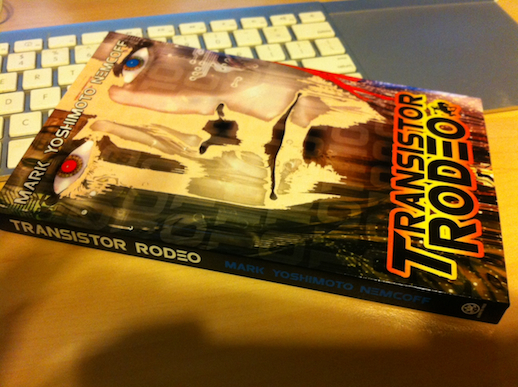 MARK YOSHIMOTO NEMCOFF
TRANSISTOR
RODEO
TRANSISTOR RODEO MARK YOSHIMOTO NEMCOFF